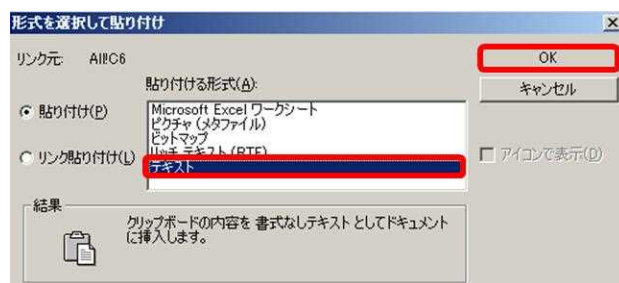 形式を選択して貼り付け
リンク元: All!C6
OK
貼り付ける形式(A):
キャンセル
貼り付け(P)
Microsoft Excel ワークシート
ピクチャ (メタファイル)
ビットマップ
リンク貼り付け(L)
リッチ テキスト (RTF)
アイコンで表示(D)
テキスト
結果
クリップボードの内容を 書式なしテキスト としてドキュメント
に挿入します。